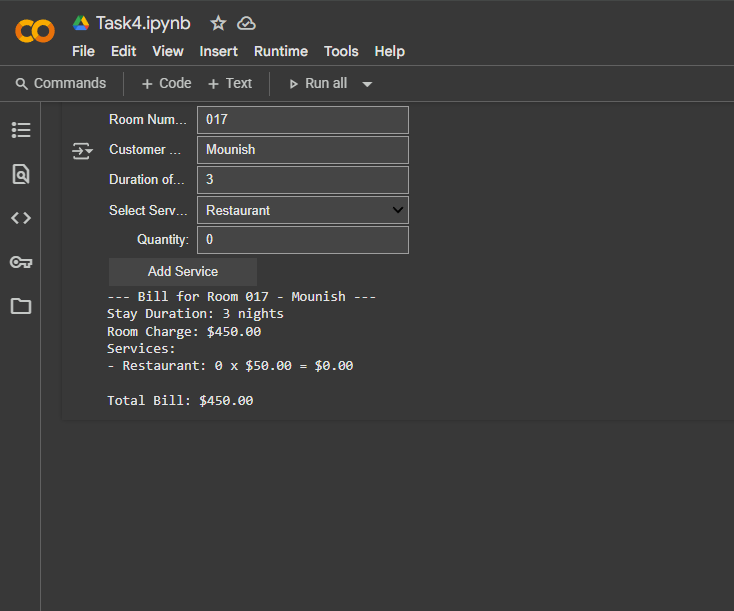 Task4.ipynb
File Edit View Insert Runtime Tools Help
Commands + Code + Text Run all
Room Num... 017
Customer ... Mounish
Duration of... 3
Select Serv... Restaurant
Quantity: 0
Add Service
--- Bill for Room 017 - Mounish ---
Stay Duration: 3 nights
Room Charge: $450.00
Services:
- Restaurant: 0 x $50.00 = $0.00
Total Bill: $450.00